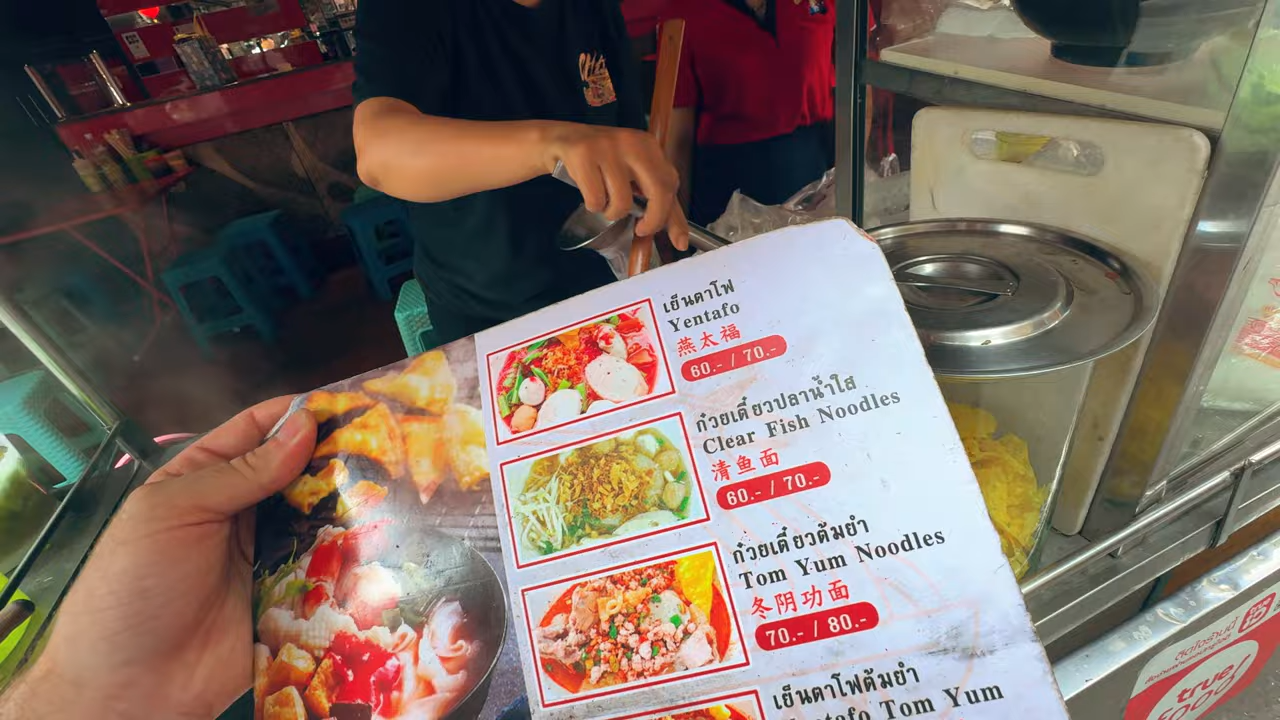 เย็นตาโฟ
Yentafo
燕太福
60.- / 70.-
ก๋วยเตี๋ยวปลาน้ำใส
Clear Fish Noodles
清鱼面
60.- / 70.-
ก๋วยเตี๋ยวต้มยำ
Tom Yum Noodles
冬阴功面
70.- / 80.-
เย็นตาโฟต้มยำ
Yentafo Tom Yum
true
food